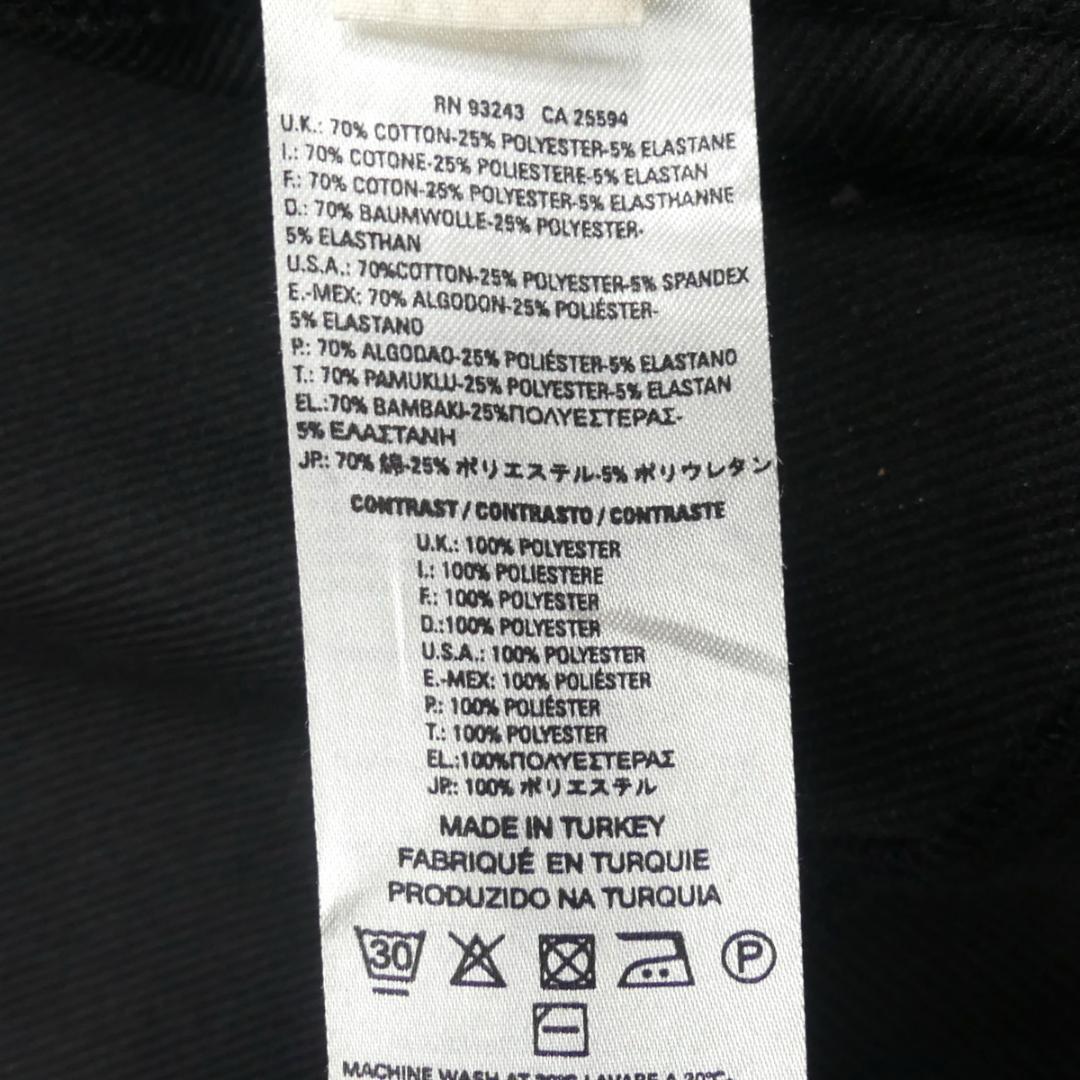 RN 93243 CA 25594
U.K.: 70% COTTON-25% POLYESTER-5% ELASTANE
I.: 70% COTONE-25% POLIESTERE-5% ELASTAN
F.: 70% COTON-25% POLYESTER-5% ELASTHANNE
D.: 70% BAUMWOLLE-25% POLYESTER-
5% ELASTHAN
U.S.A.: 70%COTTON-25% POLYESTER-5% SPANDEX
E.-MEX: 70% ALGODON-25% POLIÉSTER-
5% ELASTANO
P.: 70% ALGODAO-25% POLIÉSTER-5% ELASTANO
T.: 70% PAMUKLU-25% POLYESTER-5% ELASTAN
EL.:70% BAMBAKI-25%ΠΟΛΥΕΣΤΕΡΑΣ-
5% ΕΛΑΣΤΑΝΗ
JP.: 70% 綿-25% ポリエステル-5% ポリウレタン
CONTRAST / CONTRASTO / CONTRASTE
U.K.: 100% POLYESTER
I.: 100% POLIESTERE
F.: 100% POLYESTER
D.:100% POLYESTER
U.S.A.: 100% POLYESTER
E.-MEX: 100% POLIÉSTER
P.: 100% POLIÉSTER
T.: 100% POLYESTER
EL.:100%ΠΟΛΥΕΣΤΕΡΑΣ
JP.: 100% ポリエステル
MADE IN TURKEY
FABRIQUÉ EN TURQUIE
PRODUZIDO NA TURQUIA
30 P
MACHINE WASH AT 30°C LAVARE A 30°C.